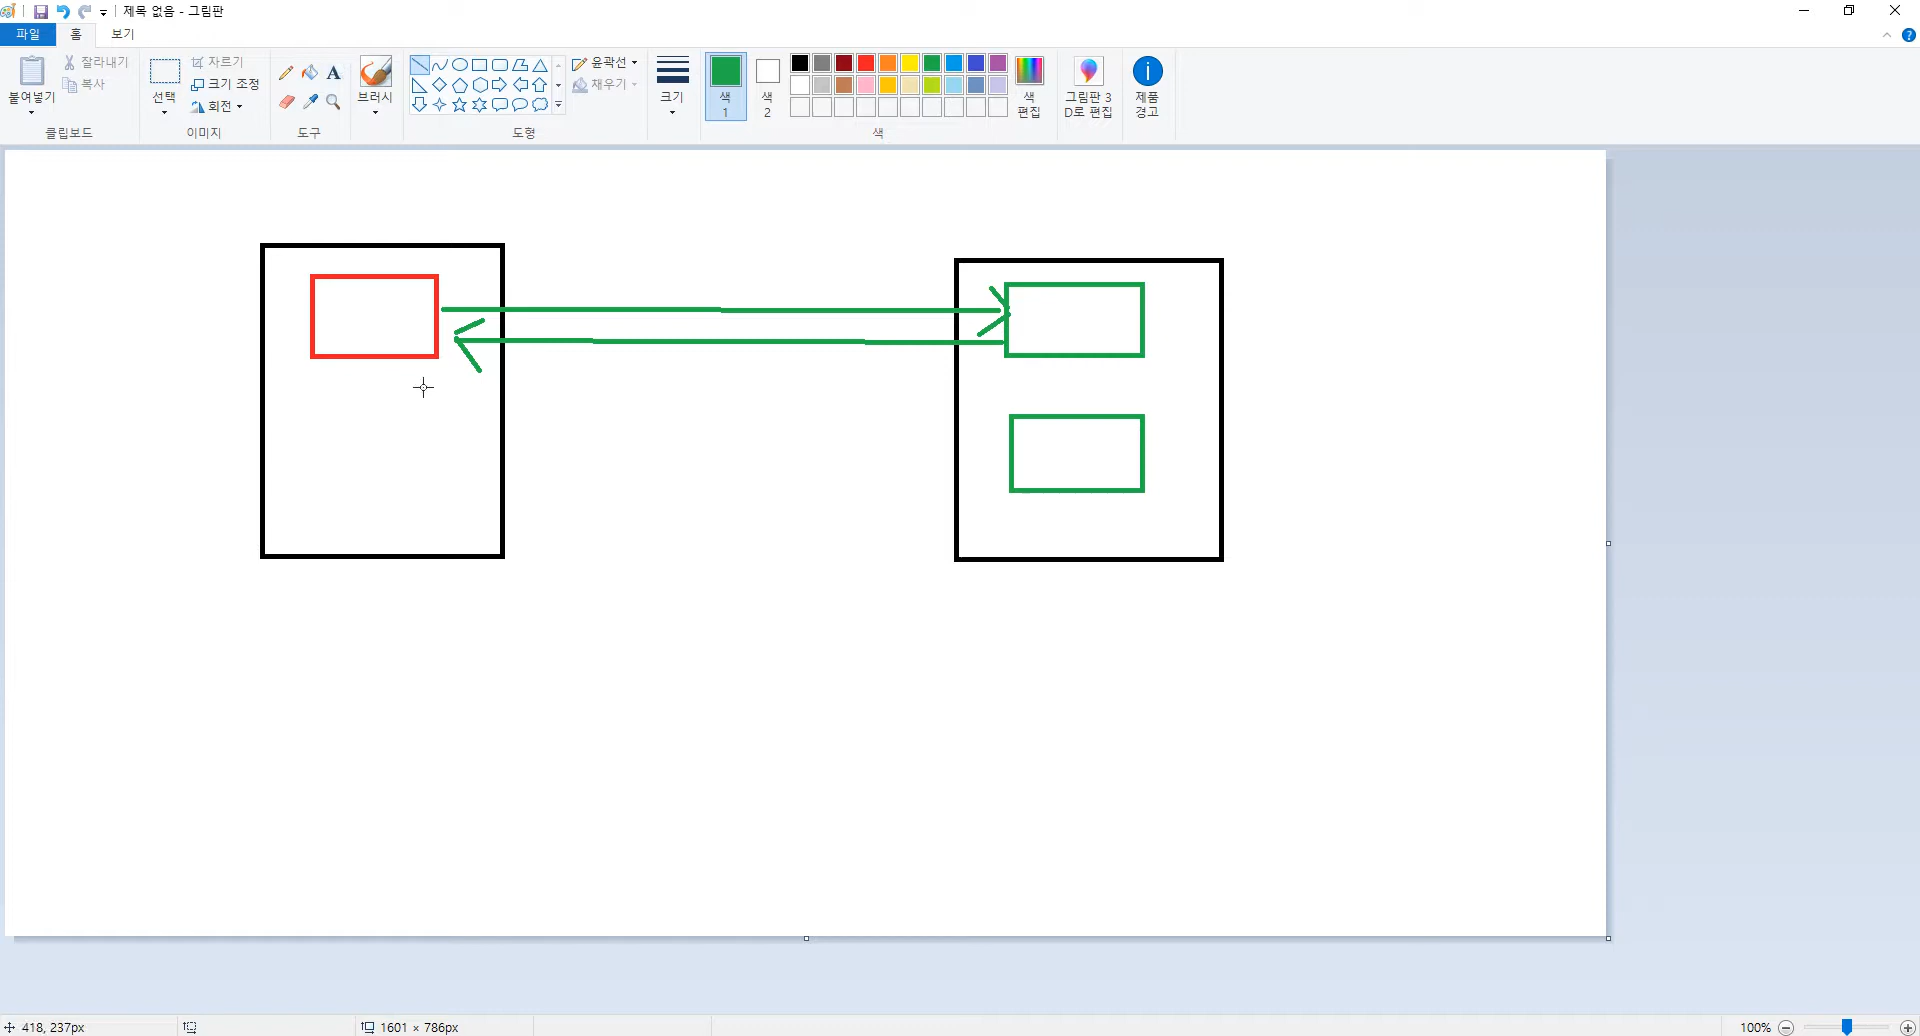 제목 없음 - 그림판
파일 홈 보기
붙여넣기
잘라내기
복사
클립보드
선택
자르기
크기 조정
회전
이미지
A
도구
브러시
윤곽선
채우기
도형
크기
색
1
색
2
색
편집
색
그림판 3
D로 편집
제품
경고
418, 237px
1601 × 786px
100%